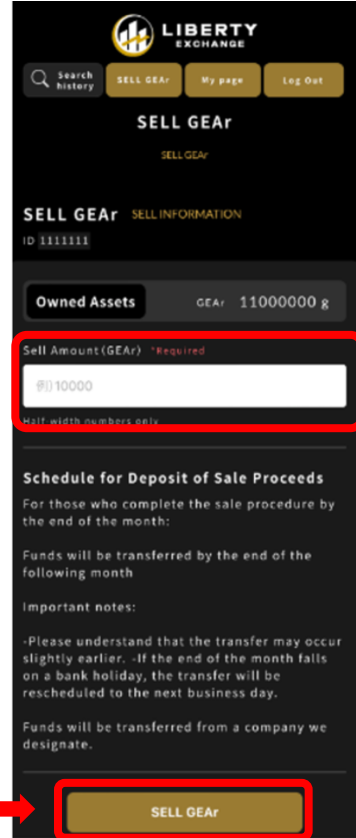 LIBERTY
EXCHANGE
Search
history
SELL GEAr
My page
Log Out
SELL GEAr
SELL GEAr
SELL GEAr SELL INFORMATION
ID 1111111
Owned Assets GEAr 11000000 g
Sell Amount(GEAr) *Required
例)10000
Half-width numbers only
Schedule for Deposit of Sale Proceeds
For those who complete the sale procedure by
the end of the month:
Funds will be transferred by the end of the
following month
Important notes:
-Please understand that the transfer may occur
slightly earlier. -If the end of the month falls
on a bank holiday, the transfer will be
rescheduled to the next business day.
Funds will be transferred from a company we
designate.
SELL GEAr